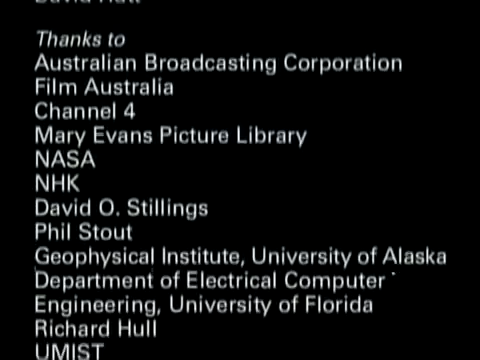 Thanks to
Australian Broadcasting Corporation
Film Australia
Channel 4
Mary Evans Picture Library
NASA
NHK
David O. Stillings
Phil Stout
Geophysical Institute, University of Alaska
Department of Electrical Computer
Engineering, University of Florida
Richard Hull
UMIST